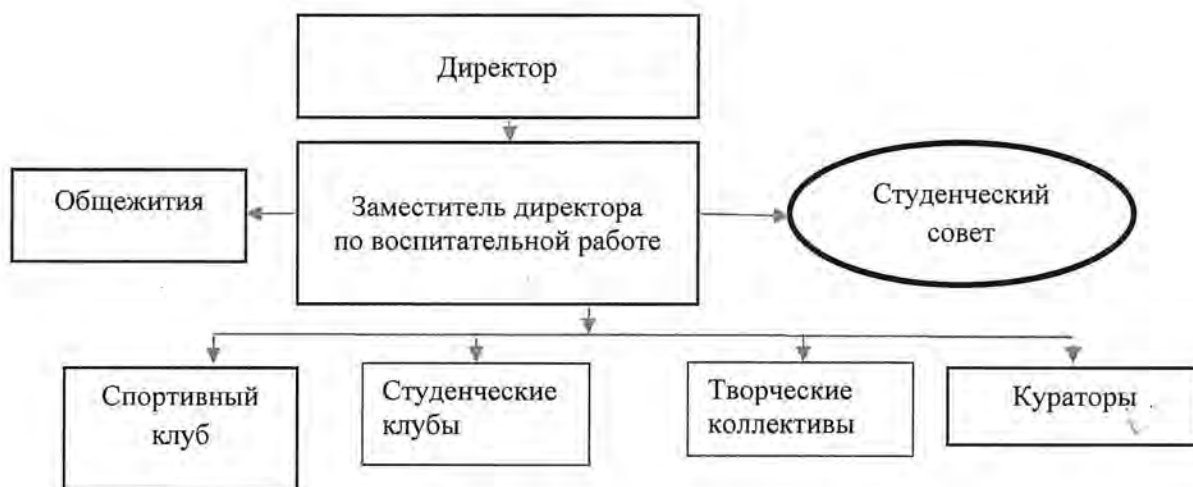 Директор
Общежития
Заместитель директора
по воспитательной работе
Студенческий
совет
Спортивный
клуб
Студенческие
клубы
Творческие
коллективы
Кураторы